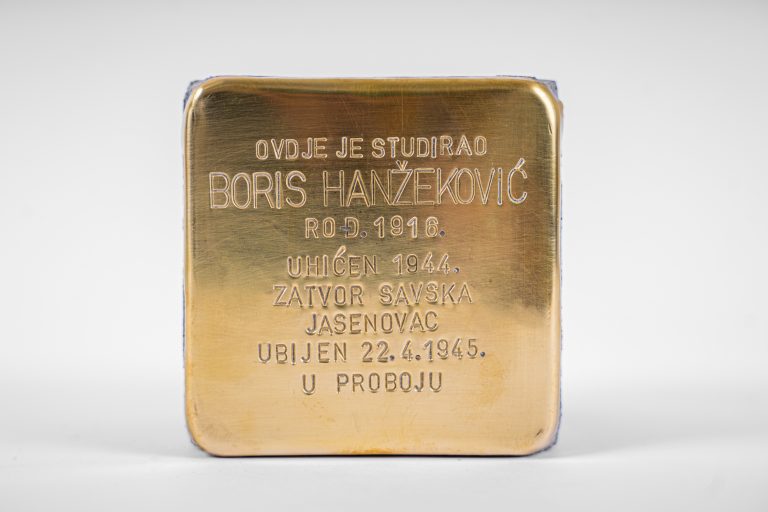 OVDJE JE STUDIRAO
BORIS HANŽEKOVIĆ
ROĐ. 1916.
UHIĆEN 1944.
ZATVOR SAVSKA
JASENOVAC
UBIJEN 22.4.1945.
U PROBOJU